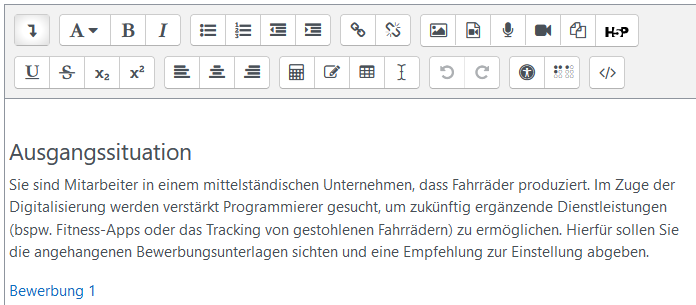 A B I H-P
U S x₂ x²
Ausgangssituation
Sie sind Mitarbeiter in einem mittelständischen Unternehmen, dass Fahrräder produziert. Im Zuge der
Digitalisierung werden verstärkt Programmierer gesucht, um zukünftig ergänzende Dienstleistungen
(bspw. Fitness-Apps oder das Tracking von gestohlenen Fahrrädern) zu ermöglichen. Hierfür sollen Sie
die angehangenen Bewerbungsunterlagen sichten und eine Empfehlung zur Einstellung abgeben.
Bewerbung 1